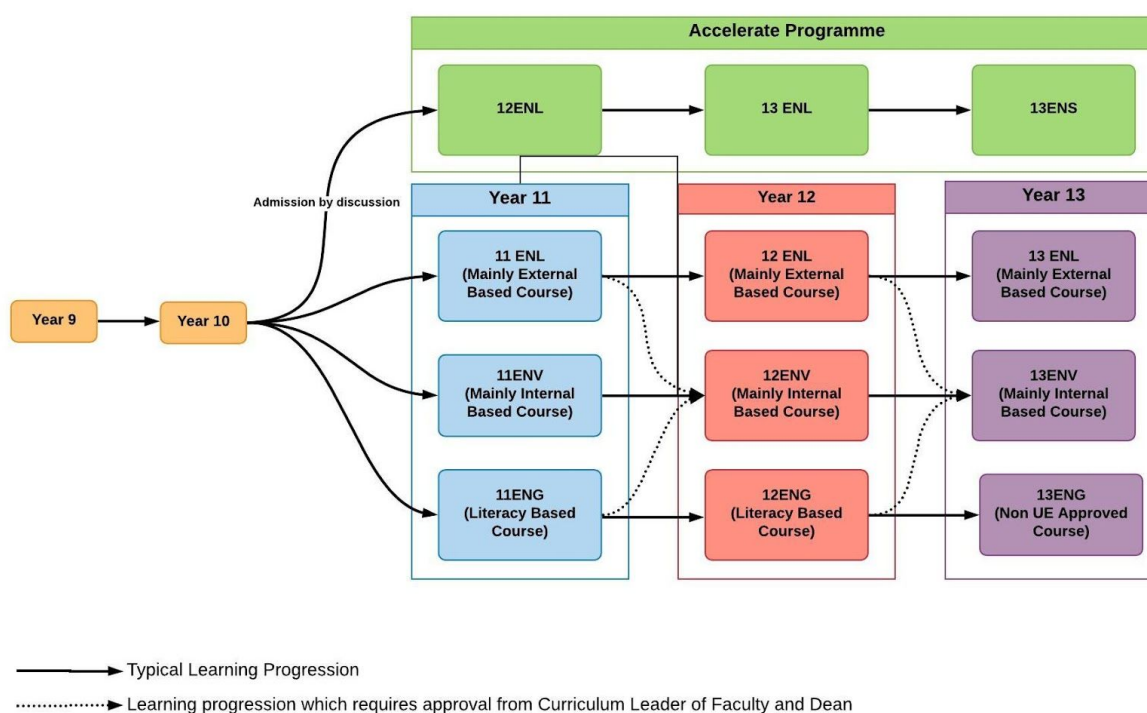 Accelerate Programme
12ENL
13 ENL
13ENS
Admission by discussion
Year 11
Year 12
Year 13
Year 9
Year 10
11 ENL
(Mainly External
Based Course)
12 ENL
(Mainly External
Based Course)
13 ENL
(Mainly External
Based Course)
11ENV
(Mainly Internal
Based Course)
12ENV
(Mainly Internal
Based Course)
13ENV
(Mainly Internal
Based Course)
11ENG
(Literacy Based
Course)
12ENG
(Literacy Based
Course)
13ENG
(Non UE Approved
Course)
Typical Learning Progression
Learning progression which requires approval from Curriculum Leader of Faculty and Dean